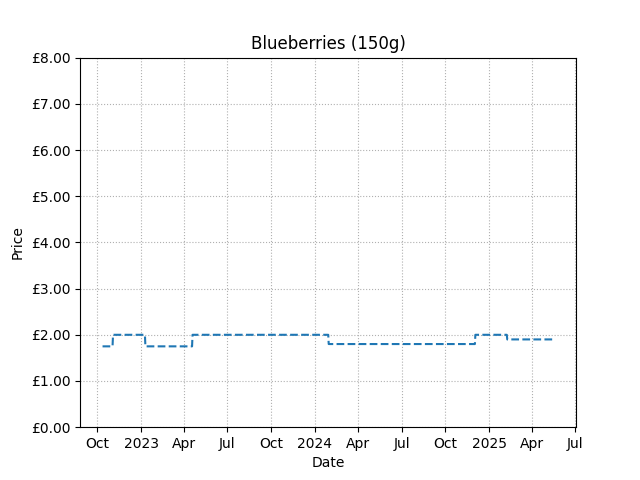 Blueberries (150g)
£8.00
£7.00
£6.00
£5.00
£4.00
£3.00
£2.00
£1.00
£0.00
Price
Oct 2023 Apr Jul Oct 2024 Apr Jul Oct 2025 Apr Jul
Date